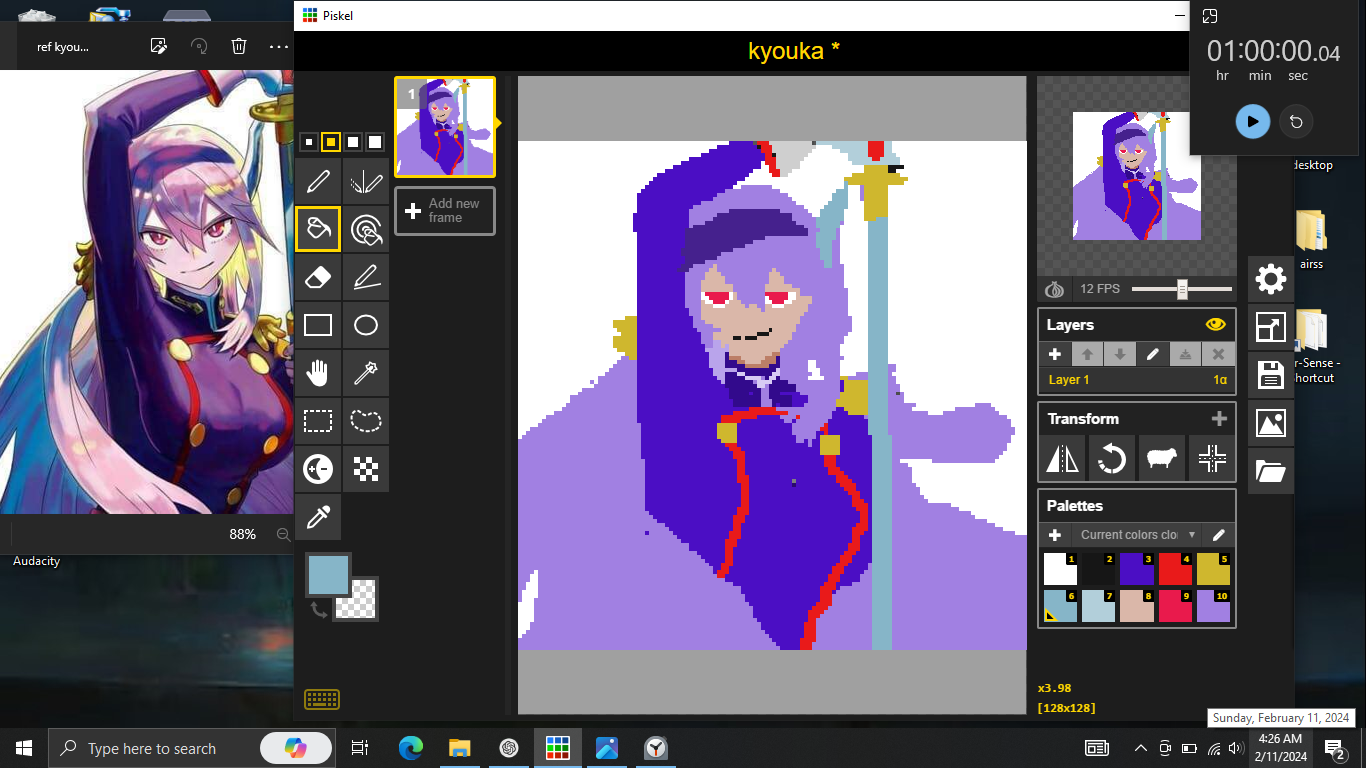 Piskel
ref kyou...
kyouka *
01:00:00.04
hr min sec
1
Add new
frame
12 FPS
Layers
Layer 1
1α
Transform
Palettes
Current colors clo
1 2 3 4 5
6 7 8 9 10
x3.98
[128x128]
88%
Audacity
desktop
airss
r-Sense -
shortcut
Sunday, February 11, 2024
Type here to search
4:26 AM
2/11/2024
2